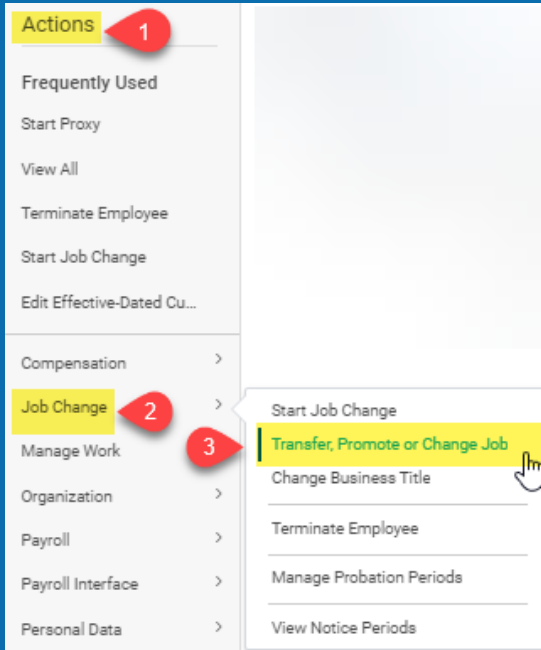 Actions
1
Frequently Used
Start Proxy
View All
Terminate Employee
Start Job Change
Edit Effective-Dated Cu...
Compensation
Job Change
2
Manage Work
Organization
Payroll
Payroll Interface
Personal Data
Start Job Change
3
Transfer, Promote or Change Job
Change Business Title
Terminate Employee
Manage Probation Periods
View Notice Periods